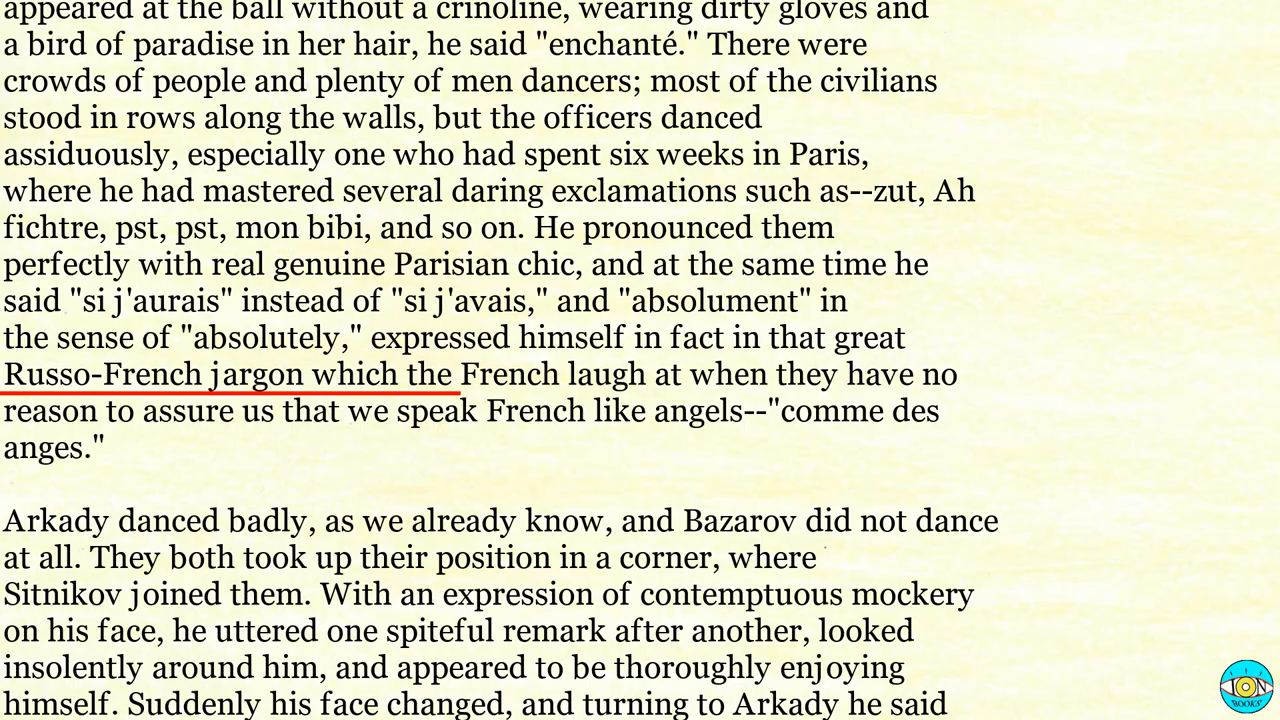 appeared at the ball without a crinoline, wearing dirty gloves and
a bird of paradise in her hair, he said "enchanté." There were
crowds of people and plenty of men dancers; most of the civilians
stood in rows along the walls, but the officers danced
assiduously, especially one who had spent six weeks in Paris,
where he had mastered several daring exclamations such as--zut, Ah
fichtre, pst, pst, mon bibi, and so on. He pronounced them
perfectly with real genuine Parisian chic, and at the same time he
said "si j'aurais" instead of "si j'avais," and "absolument" in
the sense of "absolutely," expressed himself in fact in that great
Russo-French jargon which the French laugh at when they have no
reason to assure us that we speak French like angels--"comme des
anges."
Arkady danced badly, as we already know, and Bazarov did not dance
at all. They both took up their position in a corner, where
Sitnikov joined them. With an expression of contemptuous mockery
on his face, he uttered one spiteful remark after another, looked
insolently around him, and appeared to be thoroughly enjoying
himself. Suddenly his face changed, and turning to Arkady he said
ION
BOOKS